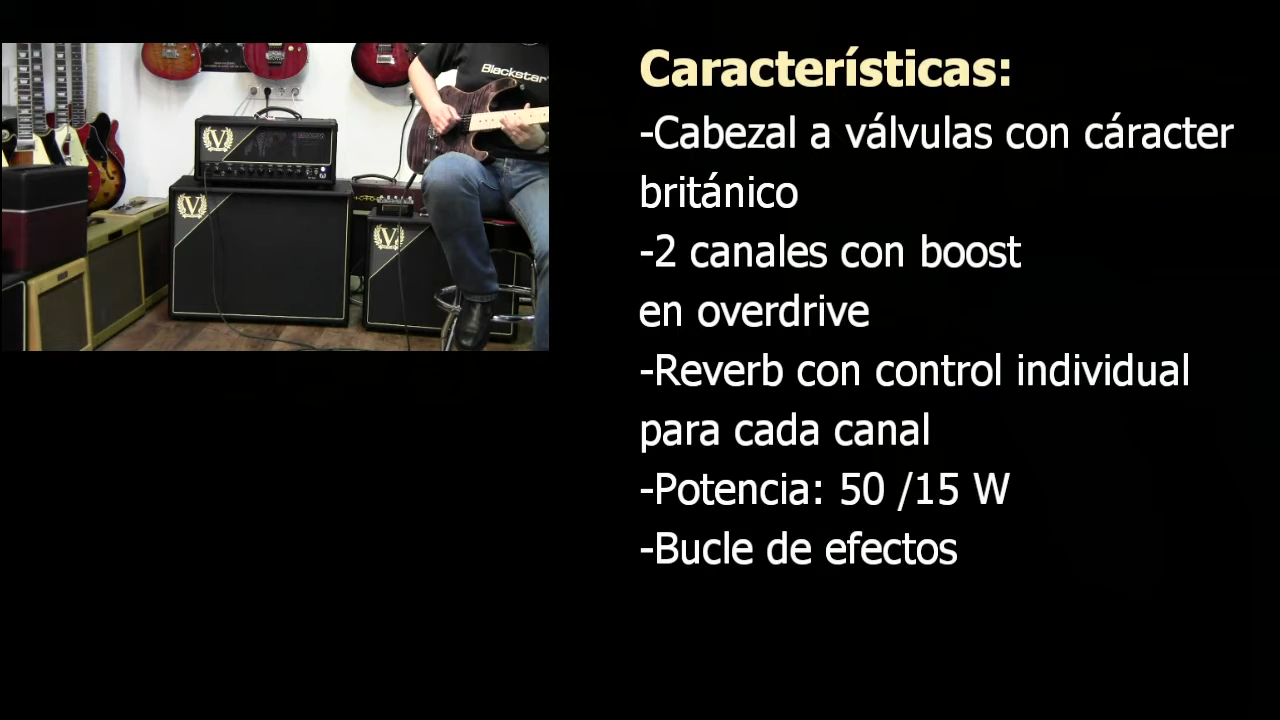 Características:
-Cabezal a válvulas con cáracter
británico
-2 canales con boost
en overdrive
-Reverb con control individual
para cada canal
-Potencia: 50 /15 W
-Bucle de efectos
Blackstar
V
V
V